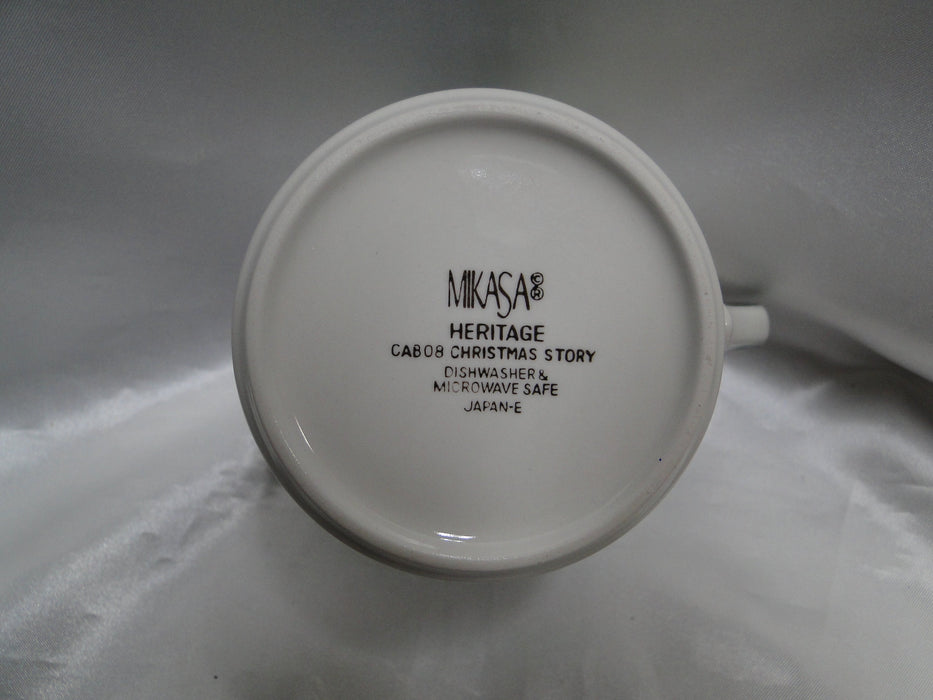 MIKASA©®
HERITAGE
CAB08 CHRISTMAS STORY
DISHWASHER &
MICROWAVE SAFE
JAPAN-E